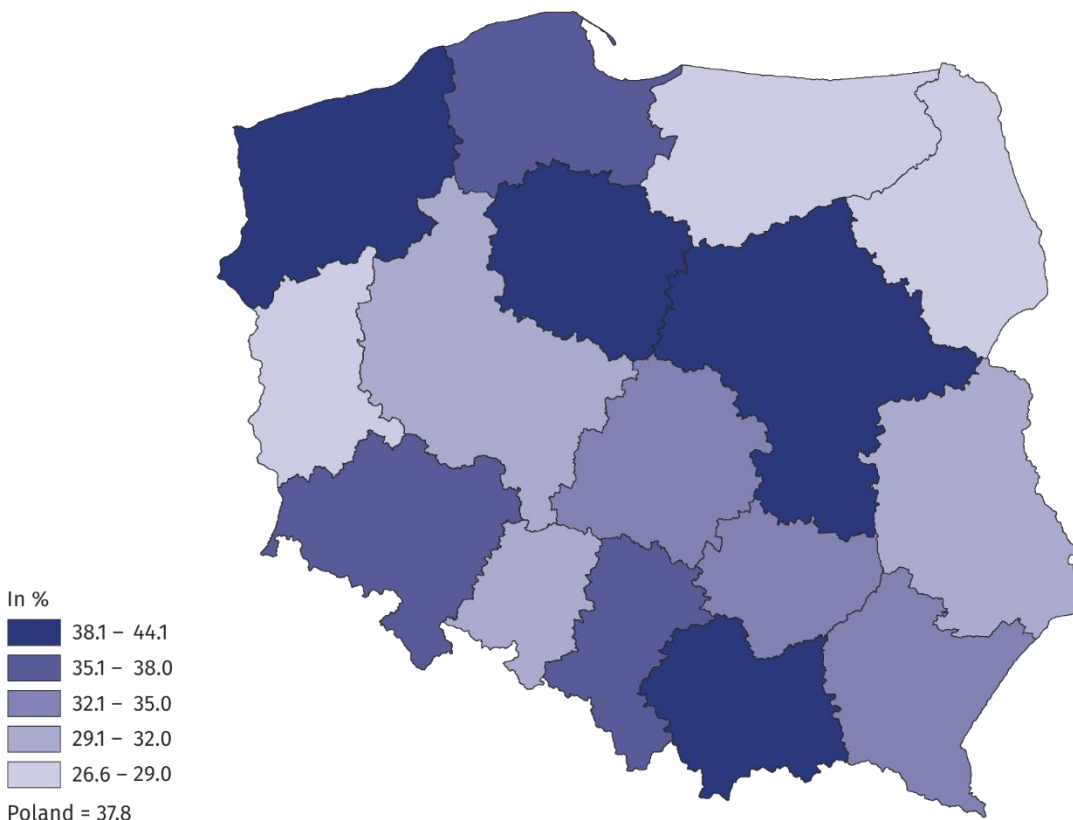 In %
38.1 – 44.1
35.1 – 38.0
32.1 – 35.0
29.1 – 32.0
26.6 – 29.0
Poland = 37.8